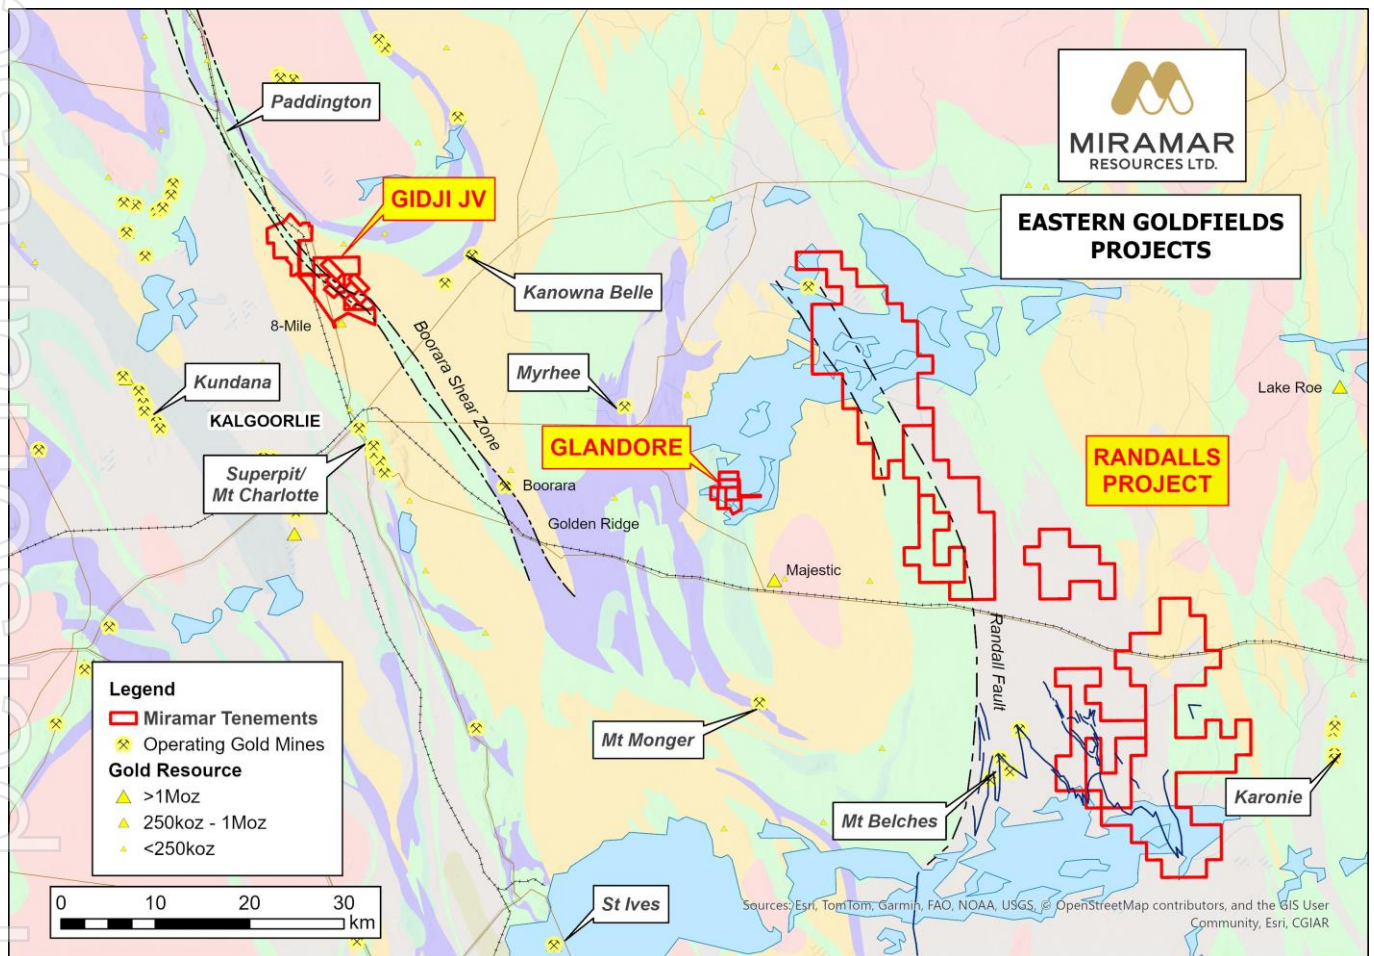 Paddington
MIRAMAR
RESOURCES LTD.
GIDJI JV
EASTERN GOLDFIELDS
PROJECTS
Kanowna Belle
8-Mile
Boorara Shear Zone
Myrhee
Kundana
Lake Roe
KALGOORLIE
GLANDORE
RANDALLS
PROJECT
Superpit/
Mt Charlotte
Boorara
Golden Ridge
Majestic
Randall Fault
Legend
Miramar Tenements
Operating Gold Mines
Gold Resource
>1Moz
250koz - 1Moz
<250koz
Mt Monger
Karonie
Mt Belches
St Ives
0 10 20 30
km
Sources: Esri, TomTom, Garmin, FAO, NOAA, USGS, © OpenStreetMap contributors, and the GIS User
Community, Esri, CGIAR